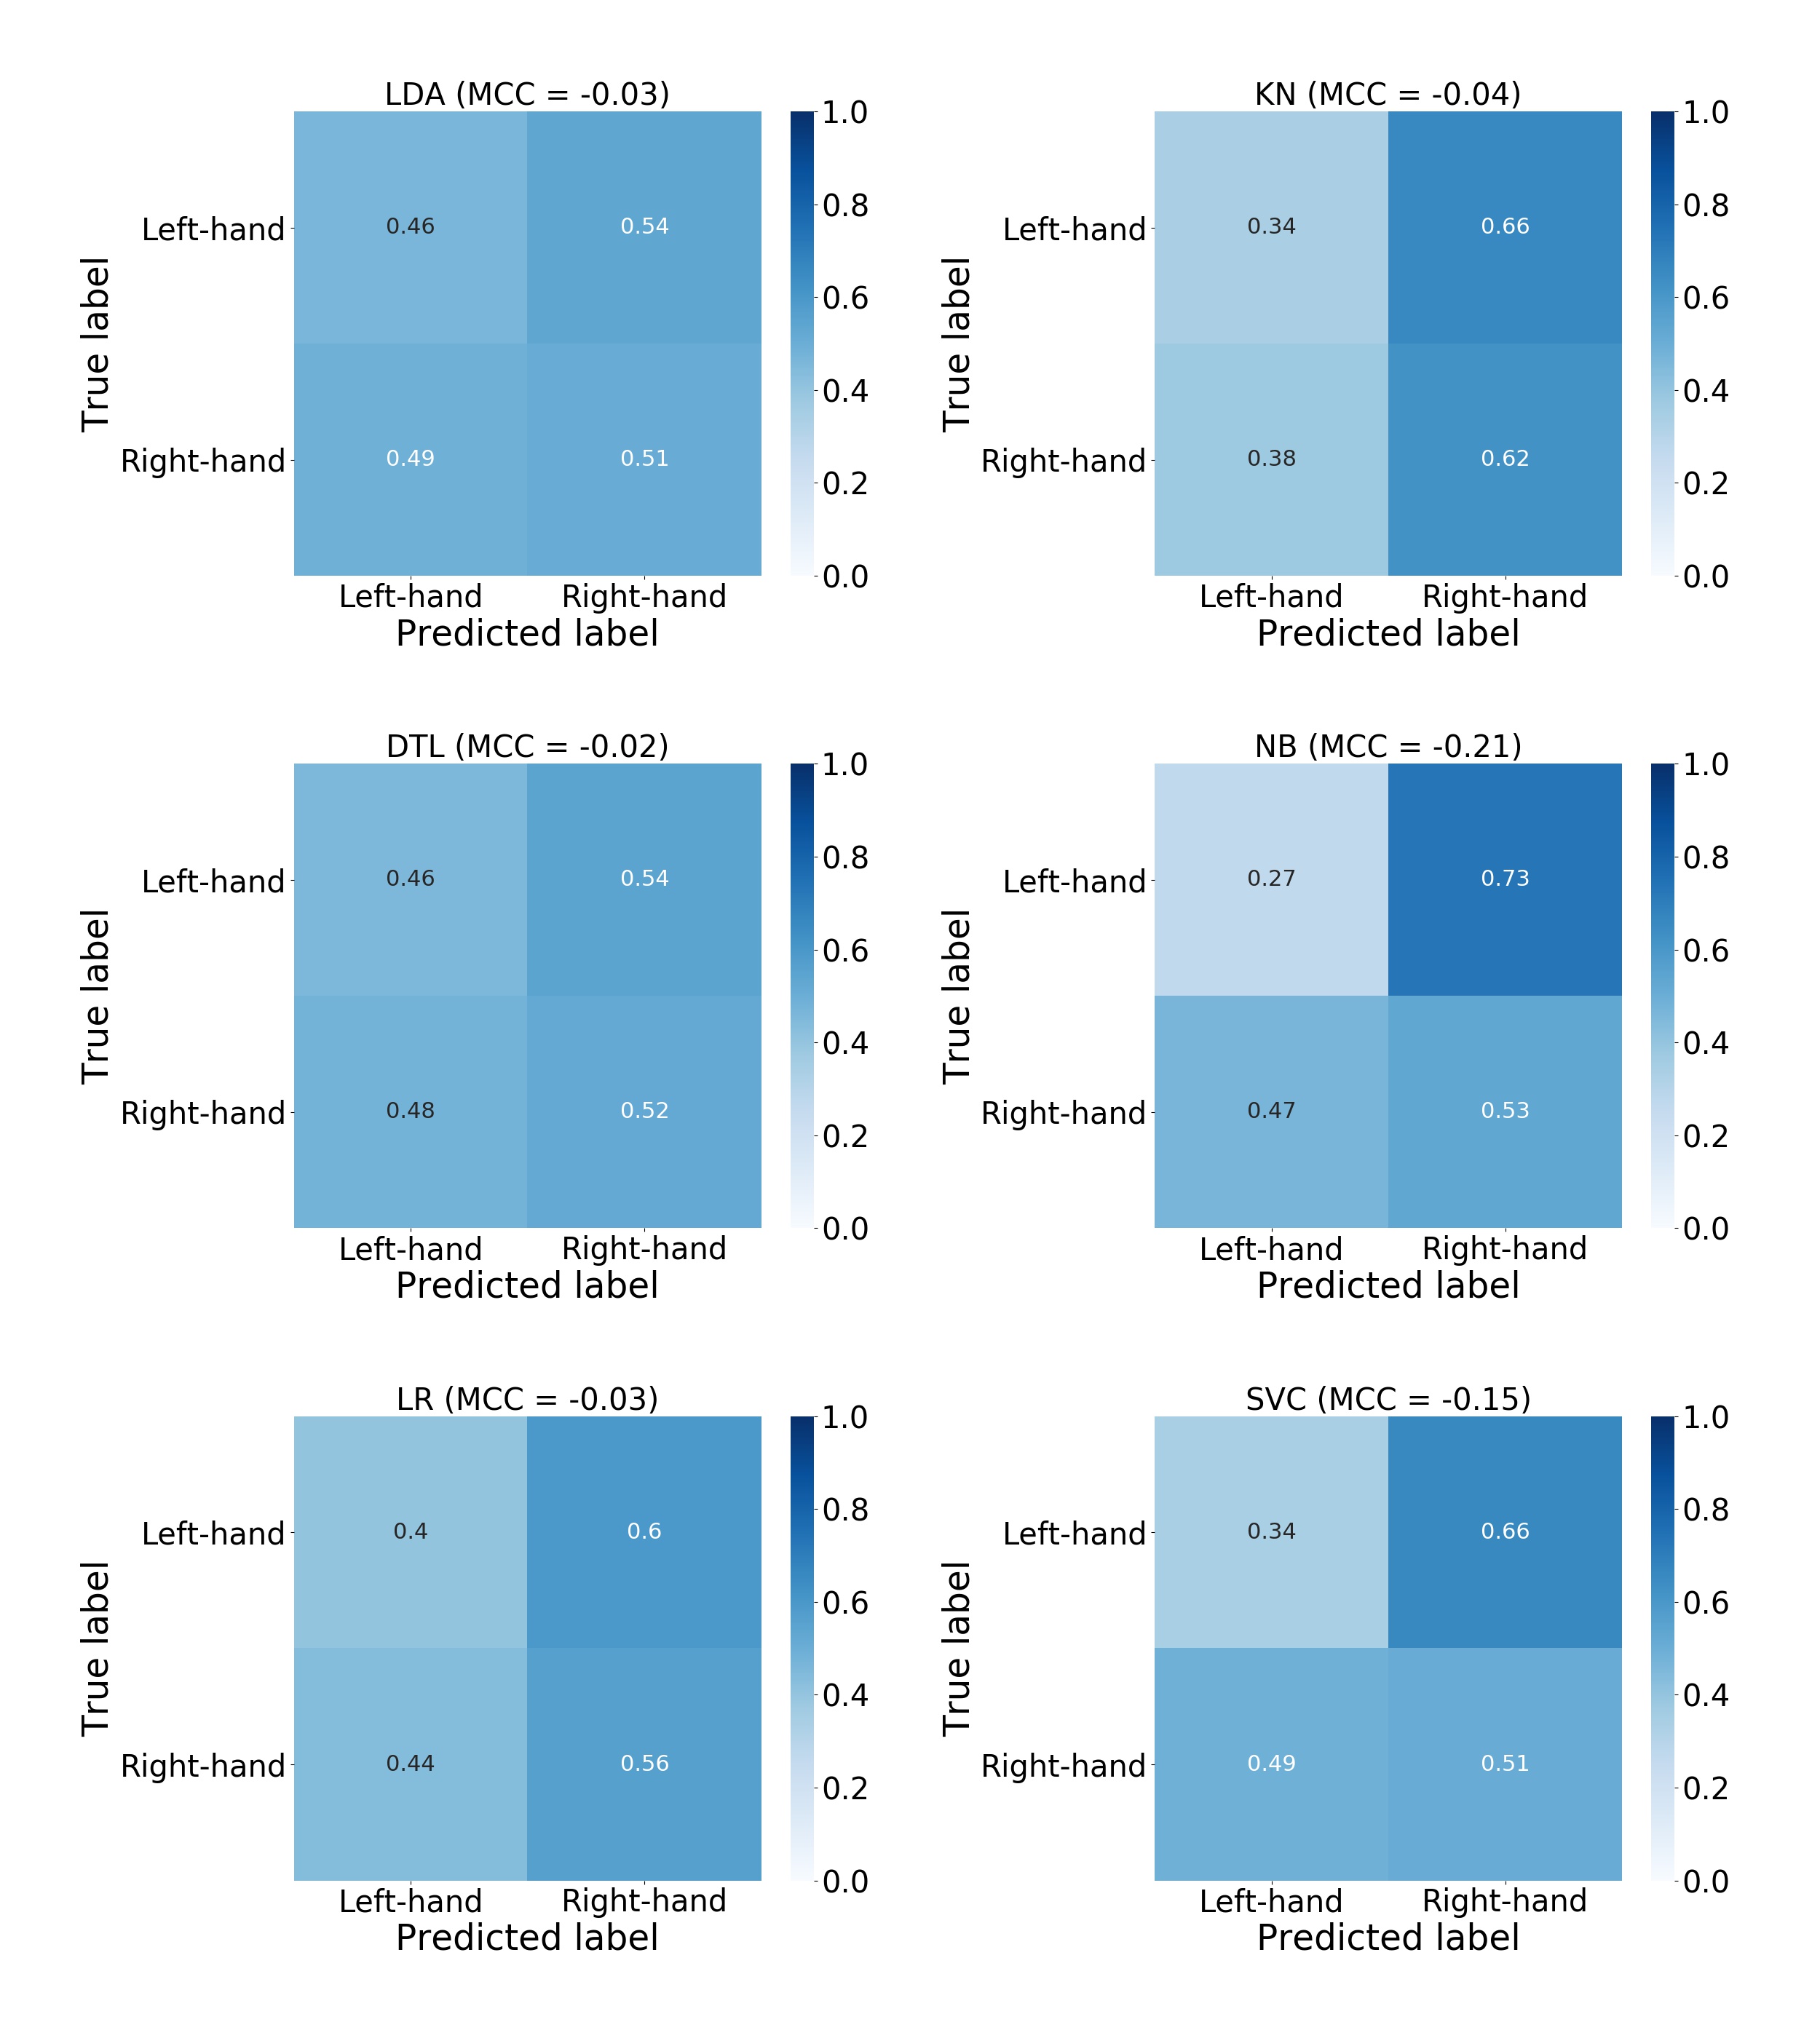 LDA (MCC = -0.03)
True label
Left-hand
0.46
0.54
Right-hand
0.49
0.51
Left-hand
Right-hand
Predicted label
1.0
0.8
0.6
0.4
0.2
0.0
KN (MCC = -0.04)
True label
Left-hand
0.34
0.66
Right-hand
0.38
0.62
Left-hand
Right-hand
Predicted label
1.0
0.8
0.6
0.4
0.2
0.0
DTL (MCC = -0.02)
True label
Left-hand
0.46
0.54
Right-hand
0.48
0.52
Left-hand
Right-hand
Predicted label
1.0
0.8
0.6
0.4
0.2
0.0
NB (MCC = -0.21)
True label
Left-hand
0.27
0.73
Right-hand
0.47
0.53
Left-hand
Right-hand
Predicted label
1.0
0.8
0.6
0.4
0.2
0.0
LR (MCC = -0.03)
True label
Left-hand
0.4
0.6
Right-hand
0.44
0.56
Left-hand
Right-hand
Predicted label
1.0
0.8
0.6
0.4
0.2
0.0
SVC (MCC = -0.15)
True label
Left-hand
0.34
0.66
Right-hand
0.49
0.51
Left-hand
Right-hand
Predicted label
1.0
0.8
0.6
0.4
0.2
0.0